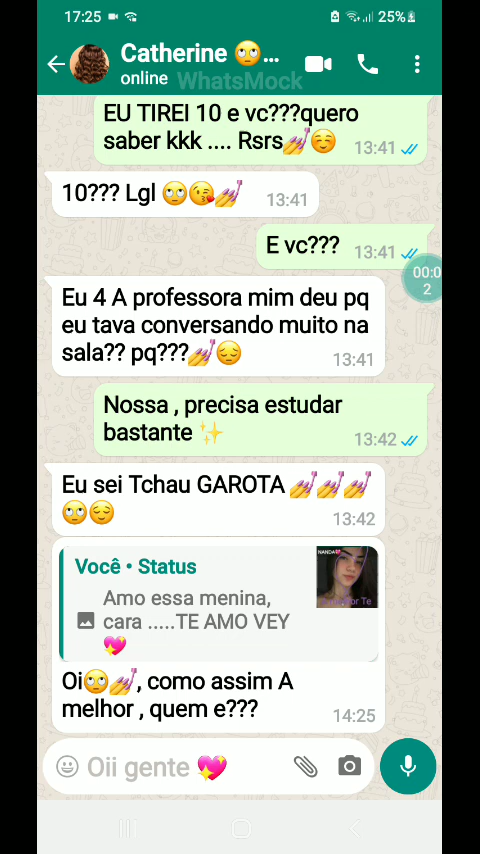 17:25
25%
Catherine 🙄...
online
WhatsMock
EU TIREI 10 e vc???quero
saber kkk .... Rsrs💅☺️
13:41
10??? Lgl 🙄😘💅
13:41
E vc???
13:41
00:0
2
Eu 4 A professora mim deu pq
eu tava conversando muito na
sala?? pq???💅😔
13:41
Nossa , precisa estudar
bastante ✨
13:42
Eu sei Tchau GAROTA 💅💅💅
🙄😌
13:42
Você • Status
Amo essa menina,
cara .....TE AMO VEY
💖
NANDA
or Te
Oi🙄💅, como assim A
melhor , quem e???
14:25
Oii gente 💖